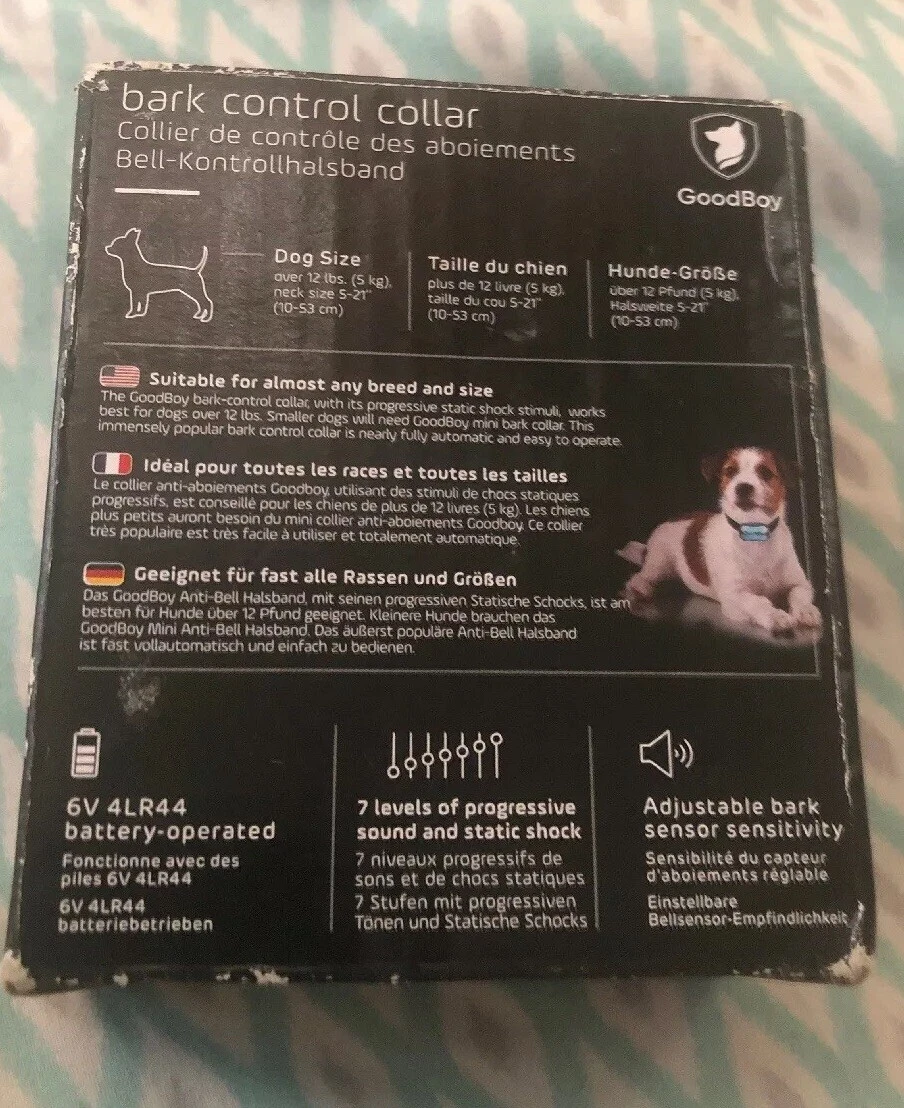 bark control collar
Collier de contrôle des aboiements
Bell-Kontrollhalsband
GoodBoy
Dog Size
over 12 lbs. (5 kg),
neck size 5-21"
(10-53 cm)
Taille du chien
plus de 12 livre (5 kg),
taille du cou 5-21"
(10-53 cm)
Hunde-Größe
über 12 Pfund (5 kg),
Halsweite 5-21"
(10-53 cm)
Suitable for almost any breed and size
The GoodBoy bark-control collar, with its progressive static shock stimuli, works
best for dogs over 12 lbs. Smaller dogs will need GoodBoy mini bark collar. This
immensely popular bark control collar is nearly fully automatic and easy to operate.
Idéal pour toutes les races et toutes les tailles
Le collier anti-aboiements Goodboy, utilisant des stimuli de chocs statiques
progressifs, est conseillé pour les chiens de plus de 12 livres (5 kg). Les chiens
plus petits auront besoin du mini collier anti-aboiements Goodboy. Ce collier
très populaire est très facile à utiliser et totalement automatique.
Geeignet für fast alle Rassen und Größen
Das GoodBoy Anti-Bell Halsband, mit seinen progressiven Statische Schocks, ist am
besten für Hunde über 12 Pfund geeignet. Kleinere Hunde brauchen das
GoodBoy Mini Anti-Bell Halsband. Das äußerst populäre Anti-Bell Halsband
ist fast vollautomatisch und einfach zu bedienen.
6V 4LR44
battery-operated
Fonctionne avec des
piles 6V 4LR44
6V 4LR44
batteriebetrieben
7 levels of progressive
sound and static shock
7 niveaux progressifs de
sons et de chocs statiques
7 Stufen mit progressiven
Tönen und Statische Schocks
Adjustable bark
sensor sensitivity
Sensibilité du capteur
d'aboiements réglable
Einstellbare
Bellsensor-Empfindlichkeit